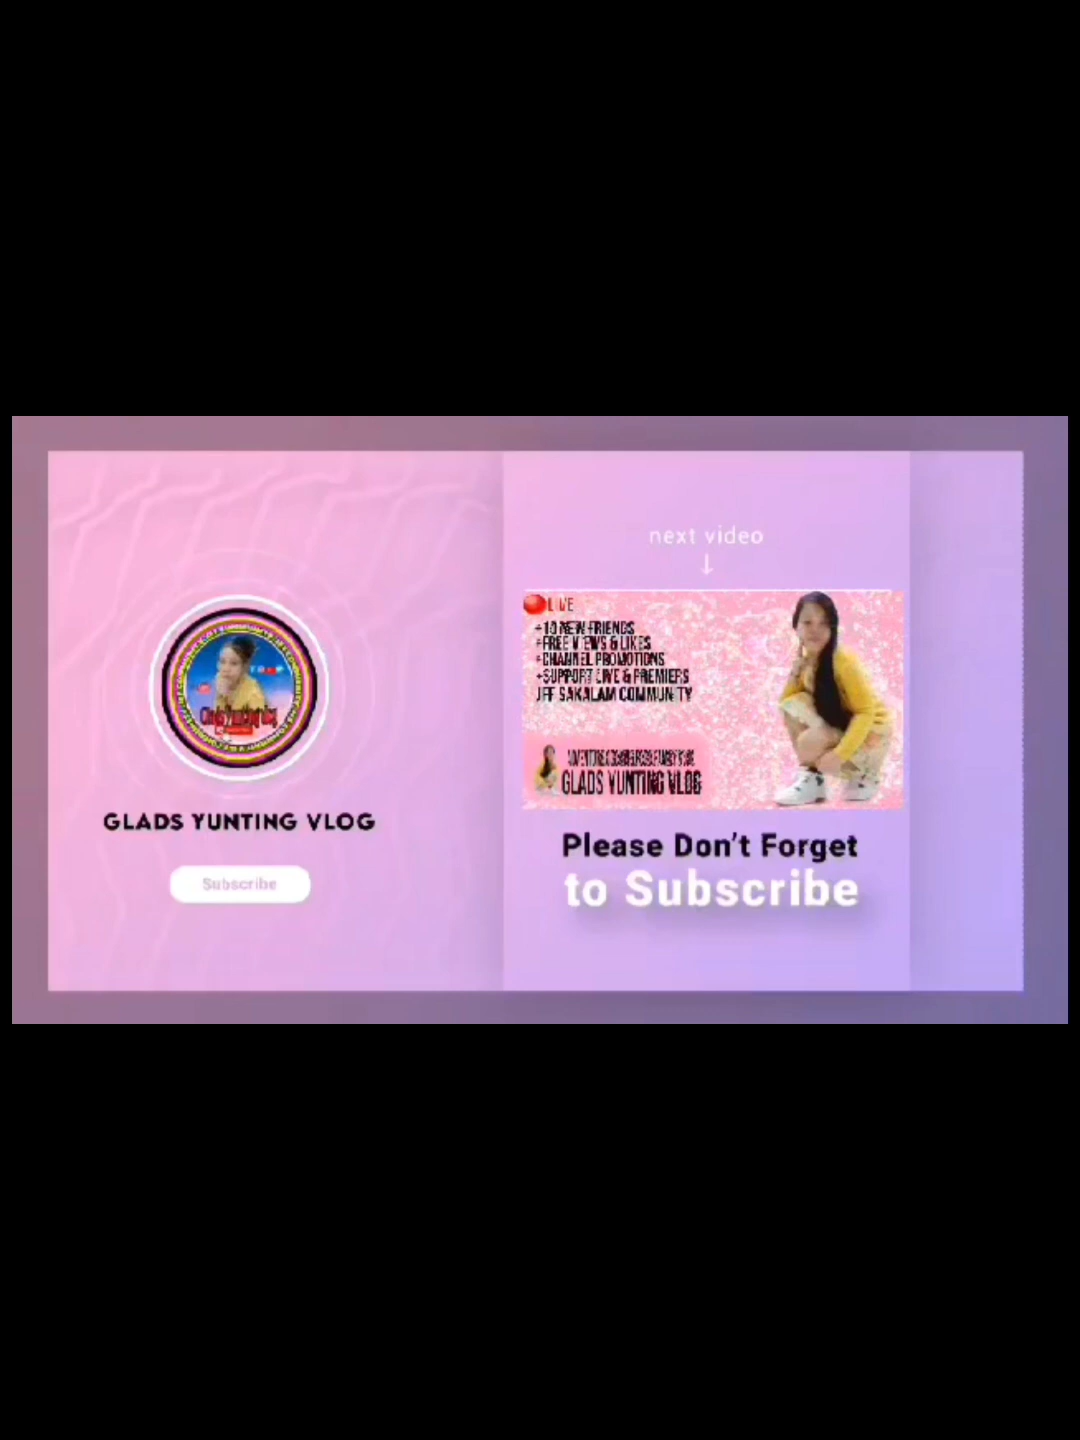 GLADS YUNTING VLOG
Subscribe
next video
LIVE
+10 NEW FRIENDS
+FREE VIEWS & LIKES
+CHANNEL PROMOTIONS
+SUPPORT LIVE & PREMIERS
JFF SAKALAM COMMUNITY
GLADS YUNTING VLOG
Please Don't Forget
to Subscribe